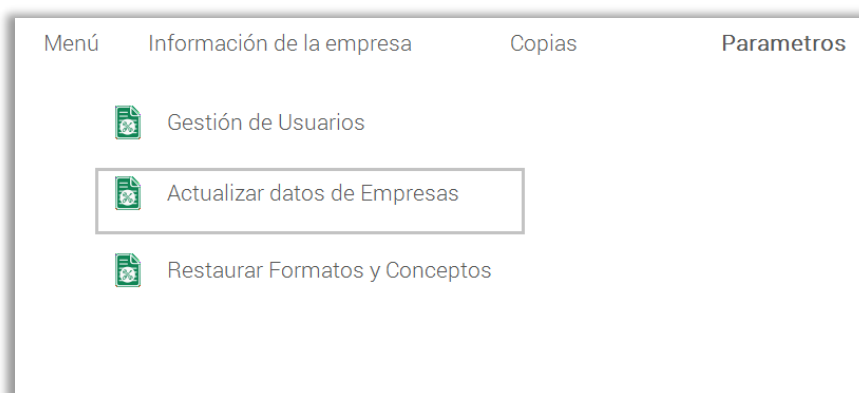 Menú Información de la empresa Copias Parametros
Gestión de Usuarios
Actualizar datos de Empresas
Restaurar Formatos y Conceptos